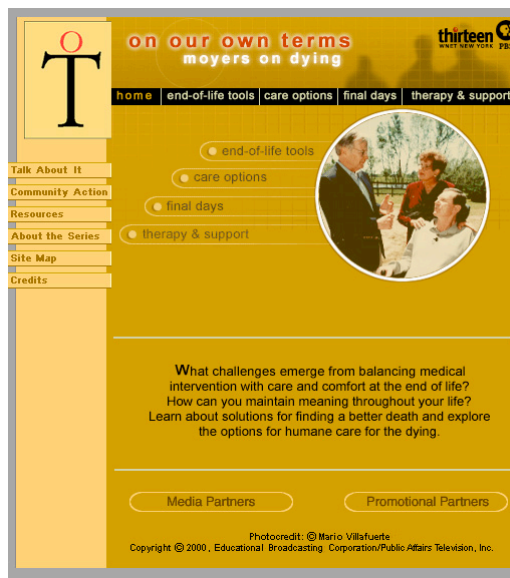 OT
on our own terms
moyers on dying
thirteen
WNET NEW YORK
PBS
home
end-of-life tools
care options
final days
therapy & support
end-of-life tools
care options
final days
therapy & support
Talk About It
Community Action
Resources
About the Series
Site Map
Credits
What challenges emerge from balancing medical
intervention with care and comfort at the end of life?
How can you maintain meaning throughout your life?
Learn about solutions for finding a better death and explore
the options for humane care for the dying.
Media Partners
Promotional Partners
Photocredit: © Mario Villafuerte
Copyright © 2000, Educational Broadcasting Corporation/Public Affairs Television, Inc.